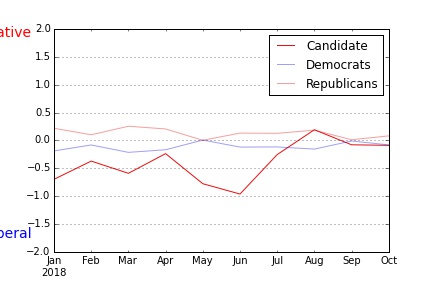 ative
peral
2.0
1.5
1.0
0.5
0.0
−0.5
−1.0
−1.5
−2.0
Candidate
Democrats
Republicans
Jan Feb Mar Apr May Jun Jul Aug Sep Oct
2018